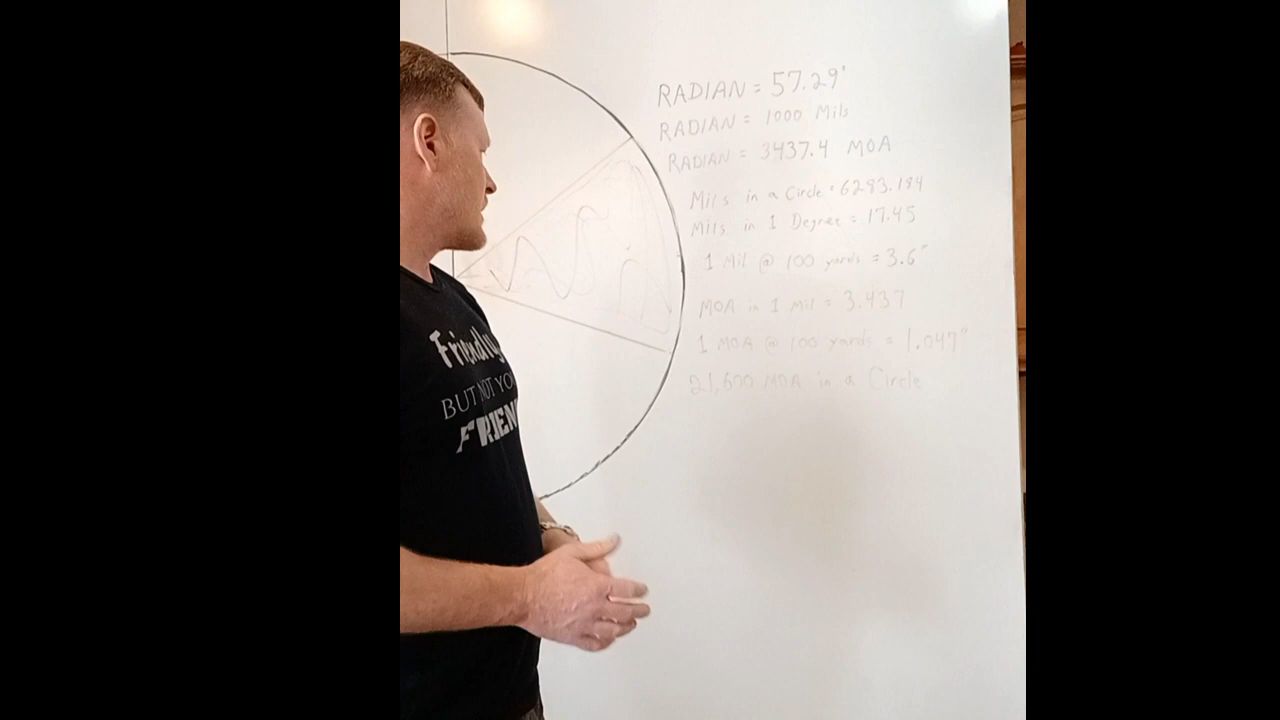 RADIAN = 57.29°
RADIAN = 1000 Mils
RADIAN = 3437.4 MOA
Mils in a Circle = 6283.184
Mils in 1 Degree = 17.45
1 Mil @ 100 yards = 3.6"
MOA in 1 Mil = 3.437
1 MOA @ 100 yards = 1.047"
21,600 MOA in a Circle
Friendly
BUT NOT YO
FRIEN